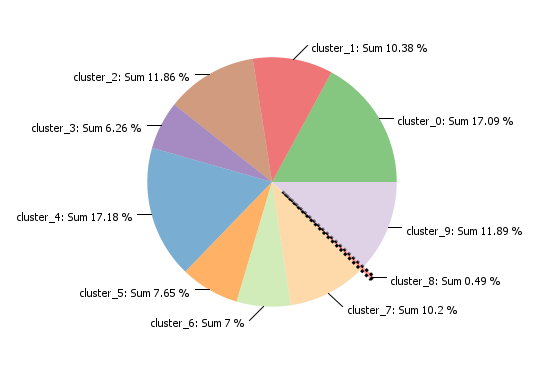 cluster_1: Sum 10.38 %
cluster_2: Sum 11.86 %
cluster_0: Sum 17.09 %
cluster_3: Sum 6.26 %
cluster_4: Sum 17.18 %
cluster_9: Sum 11.89 %
cluster_8: Sum 0.49 %
cluster_5: Sum 7.65 %
cluster_7: Sum 10.2 %
cluster_6: Sum 7 %